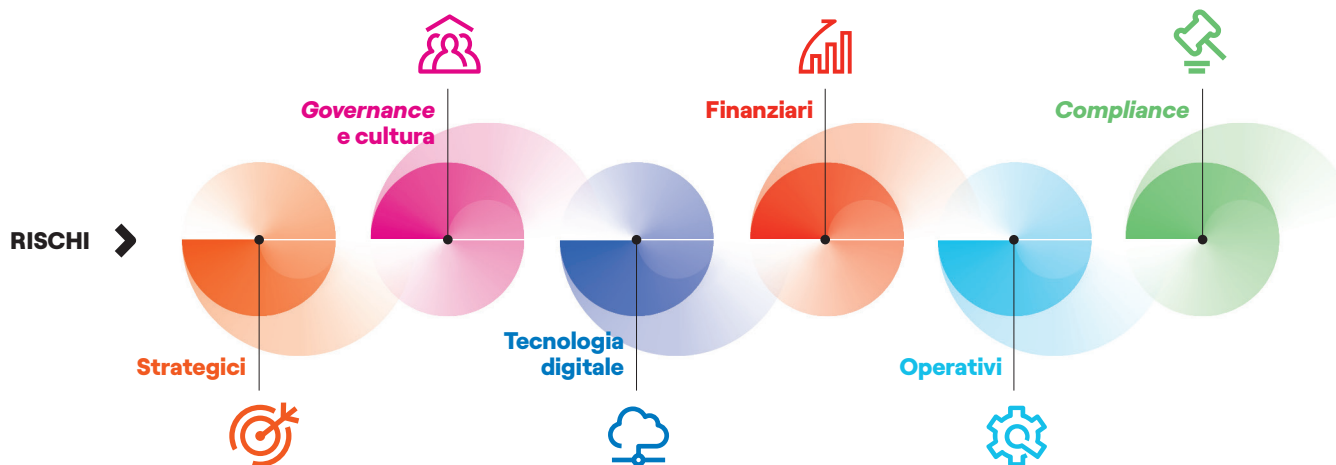 RISCHI
Strategici
Governance
e cultura
Tecnologia
digitale
Finanziari
Operativi
Compliance